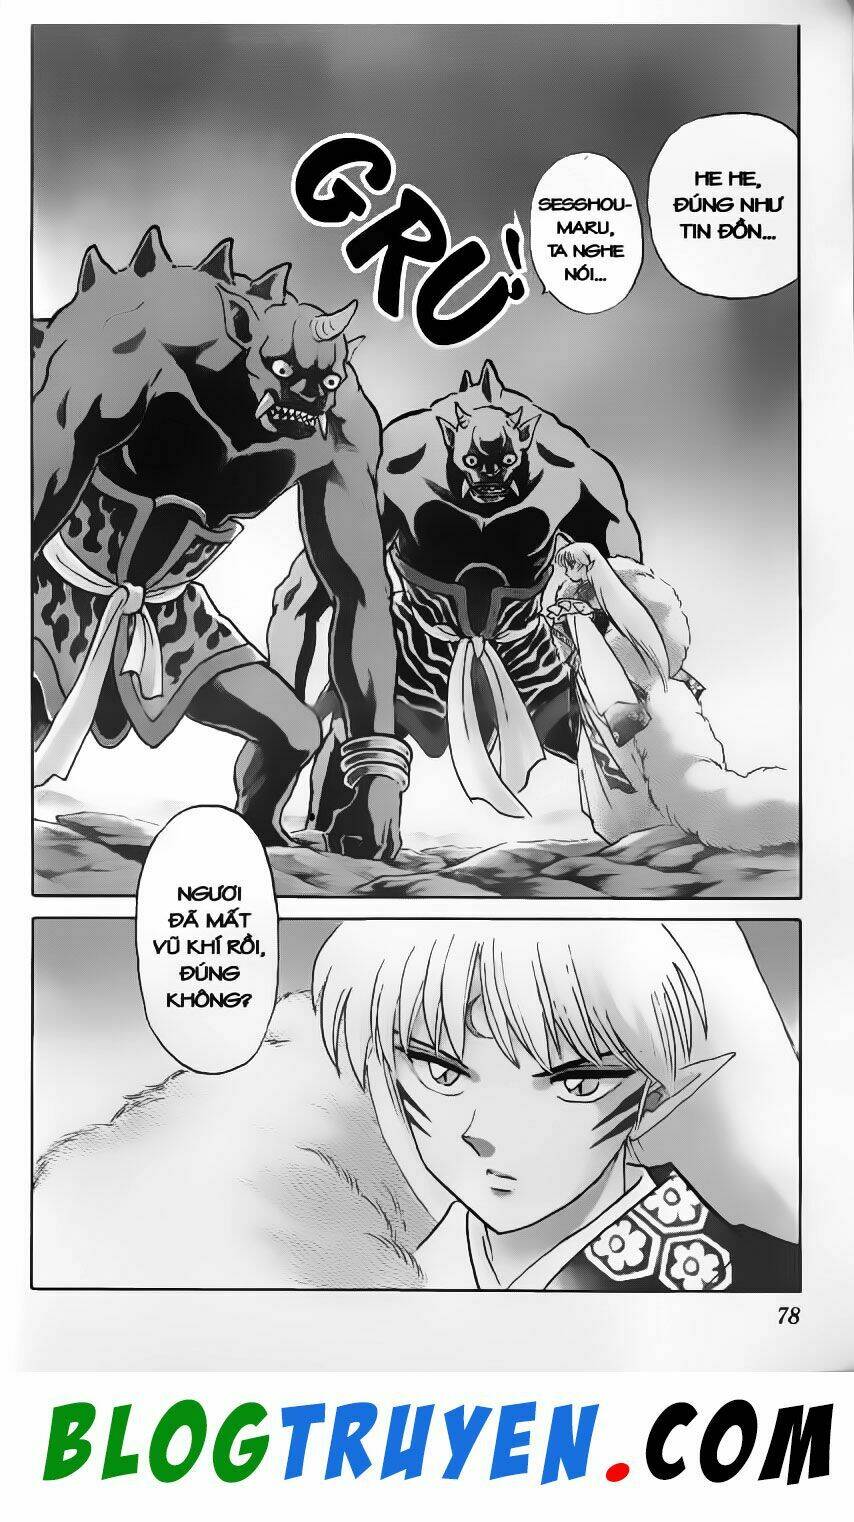 HE HE,
ĐÚNG NHƯ
TIN ĐỒN...
SESSHOU-
MARU,
TA NGHE
NÓI...
GRỪ
NGƯƠI
ĐÃ MẤT
VŨ KHÍ RỒI,
ĐÚNG
KHÔNG?
78
BLOGTRUYEN.COM